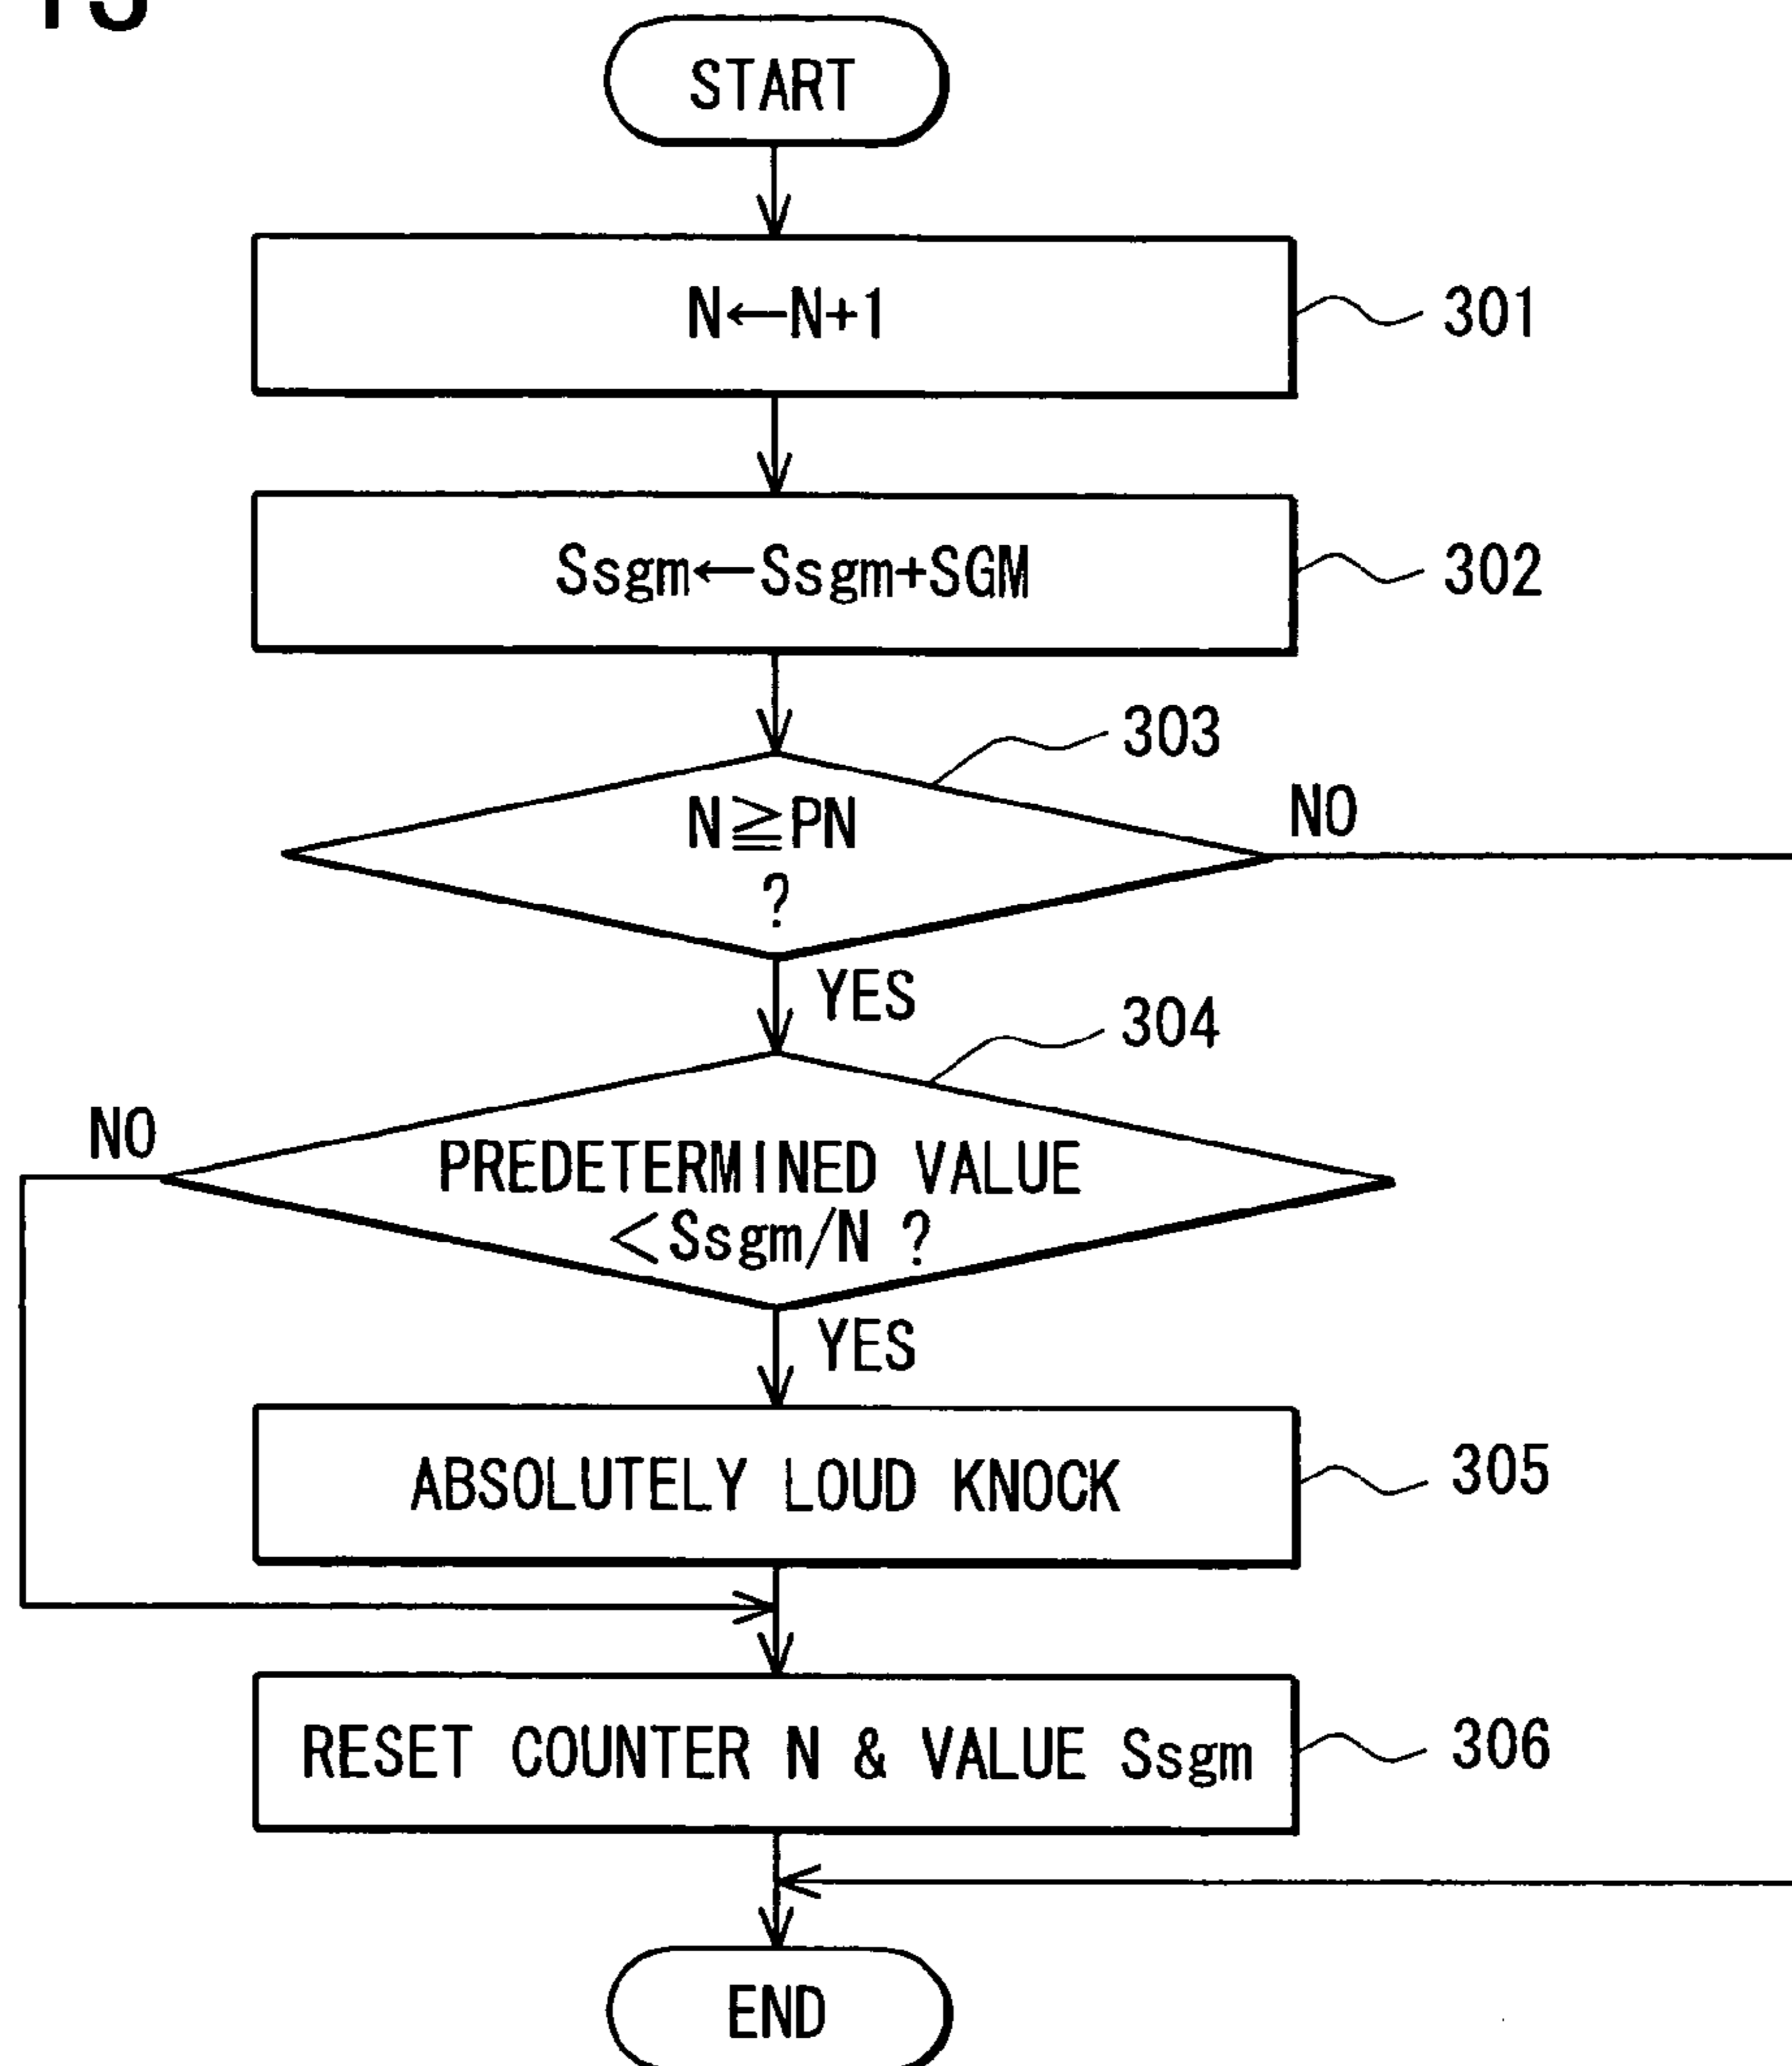 START
N←N+1
301
Ssgm←Ssgm+SGM
302
303
N≧PN
?
NO
YES
304
NO
PREDETERMINED VALUE
<Ssgm/N ?
YES
ABSOLUTELY LOUD KNOCK
305
RESET COUNTER N & VALUE Ssgm
306
END